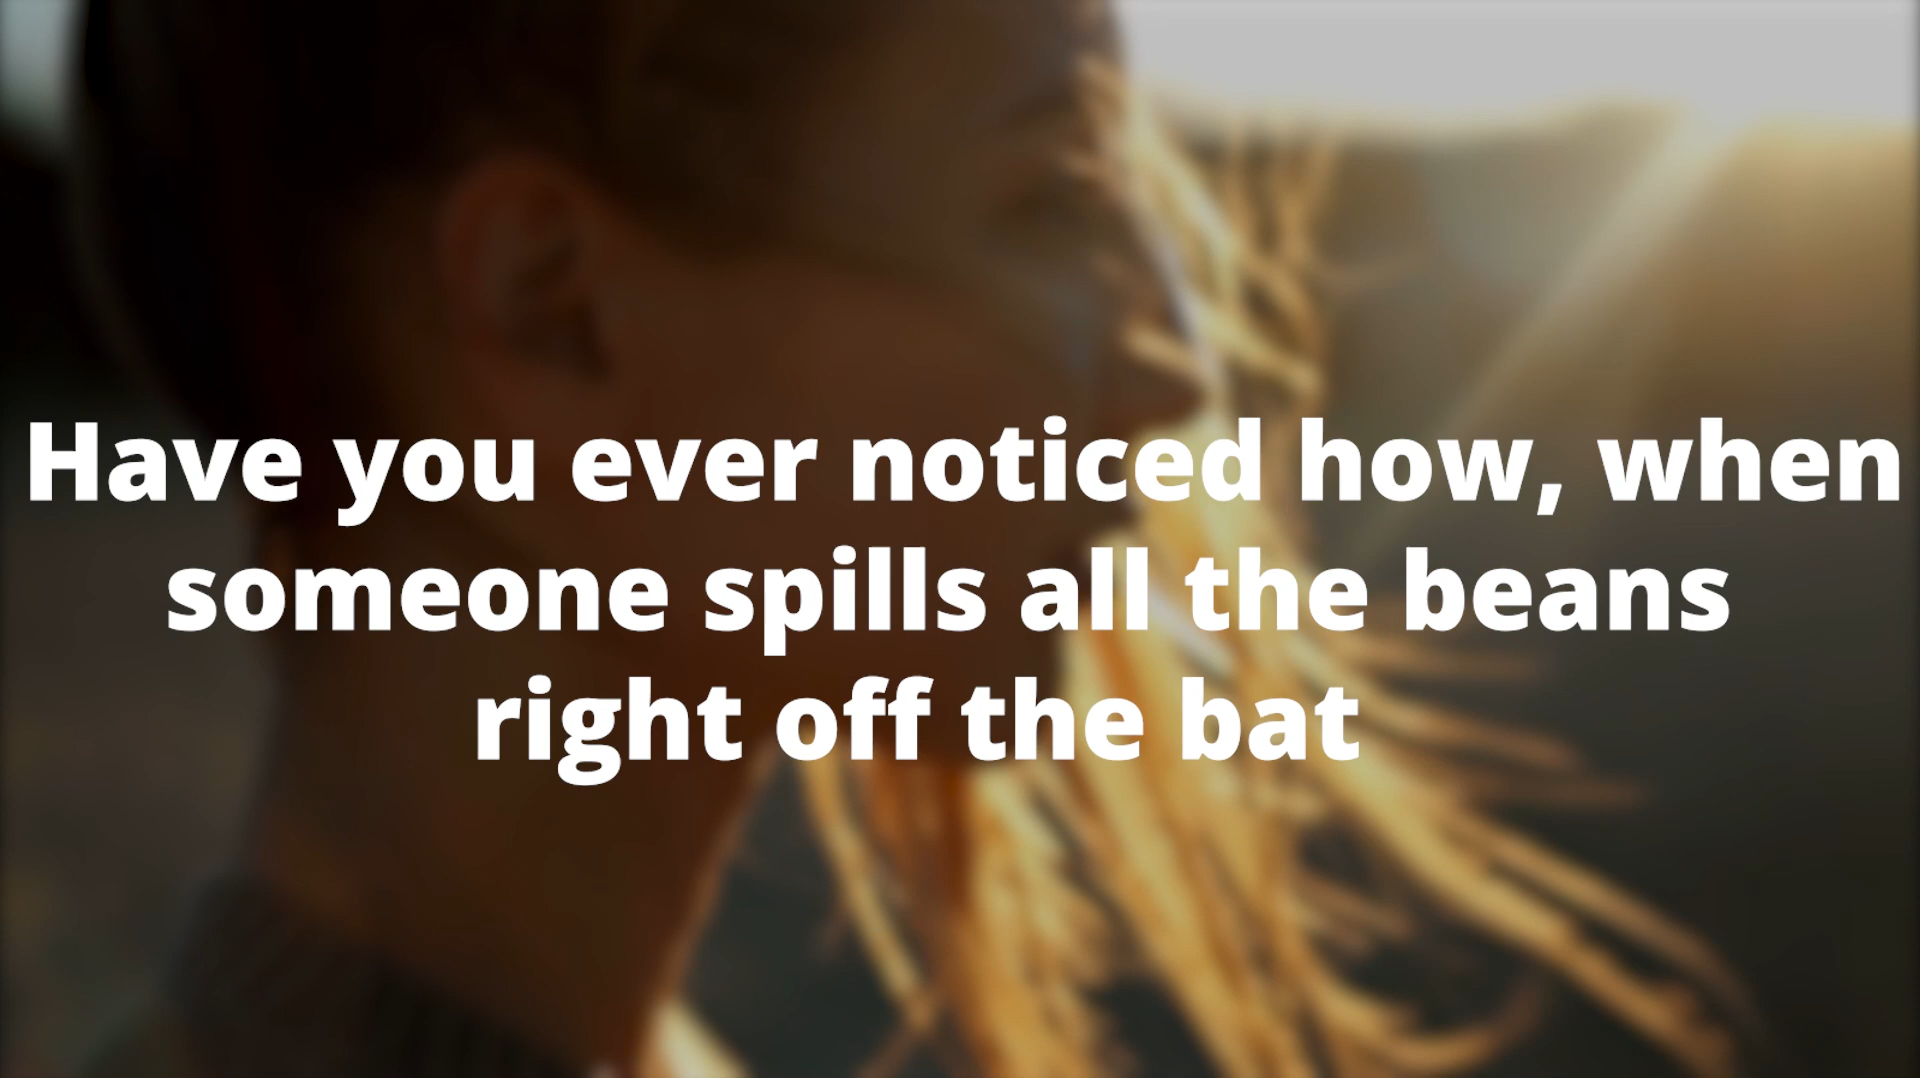 Have you ever noticed how, when
someone spills all the beans
right off the bat